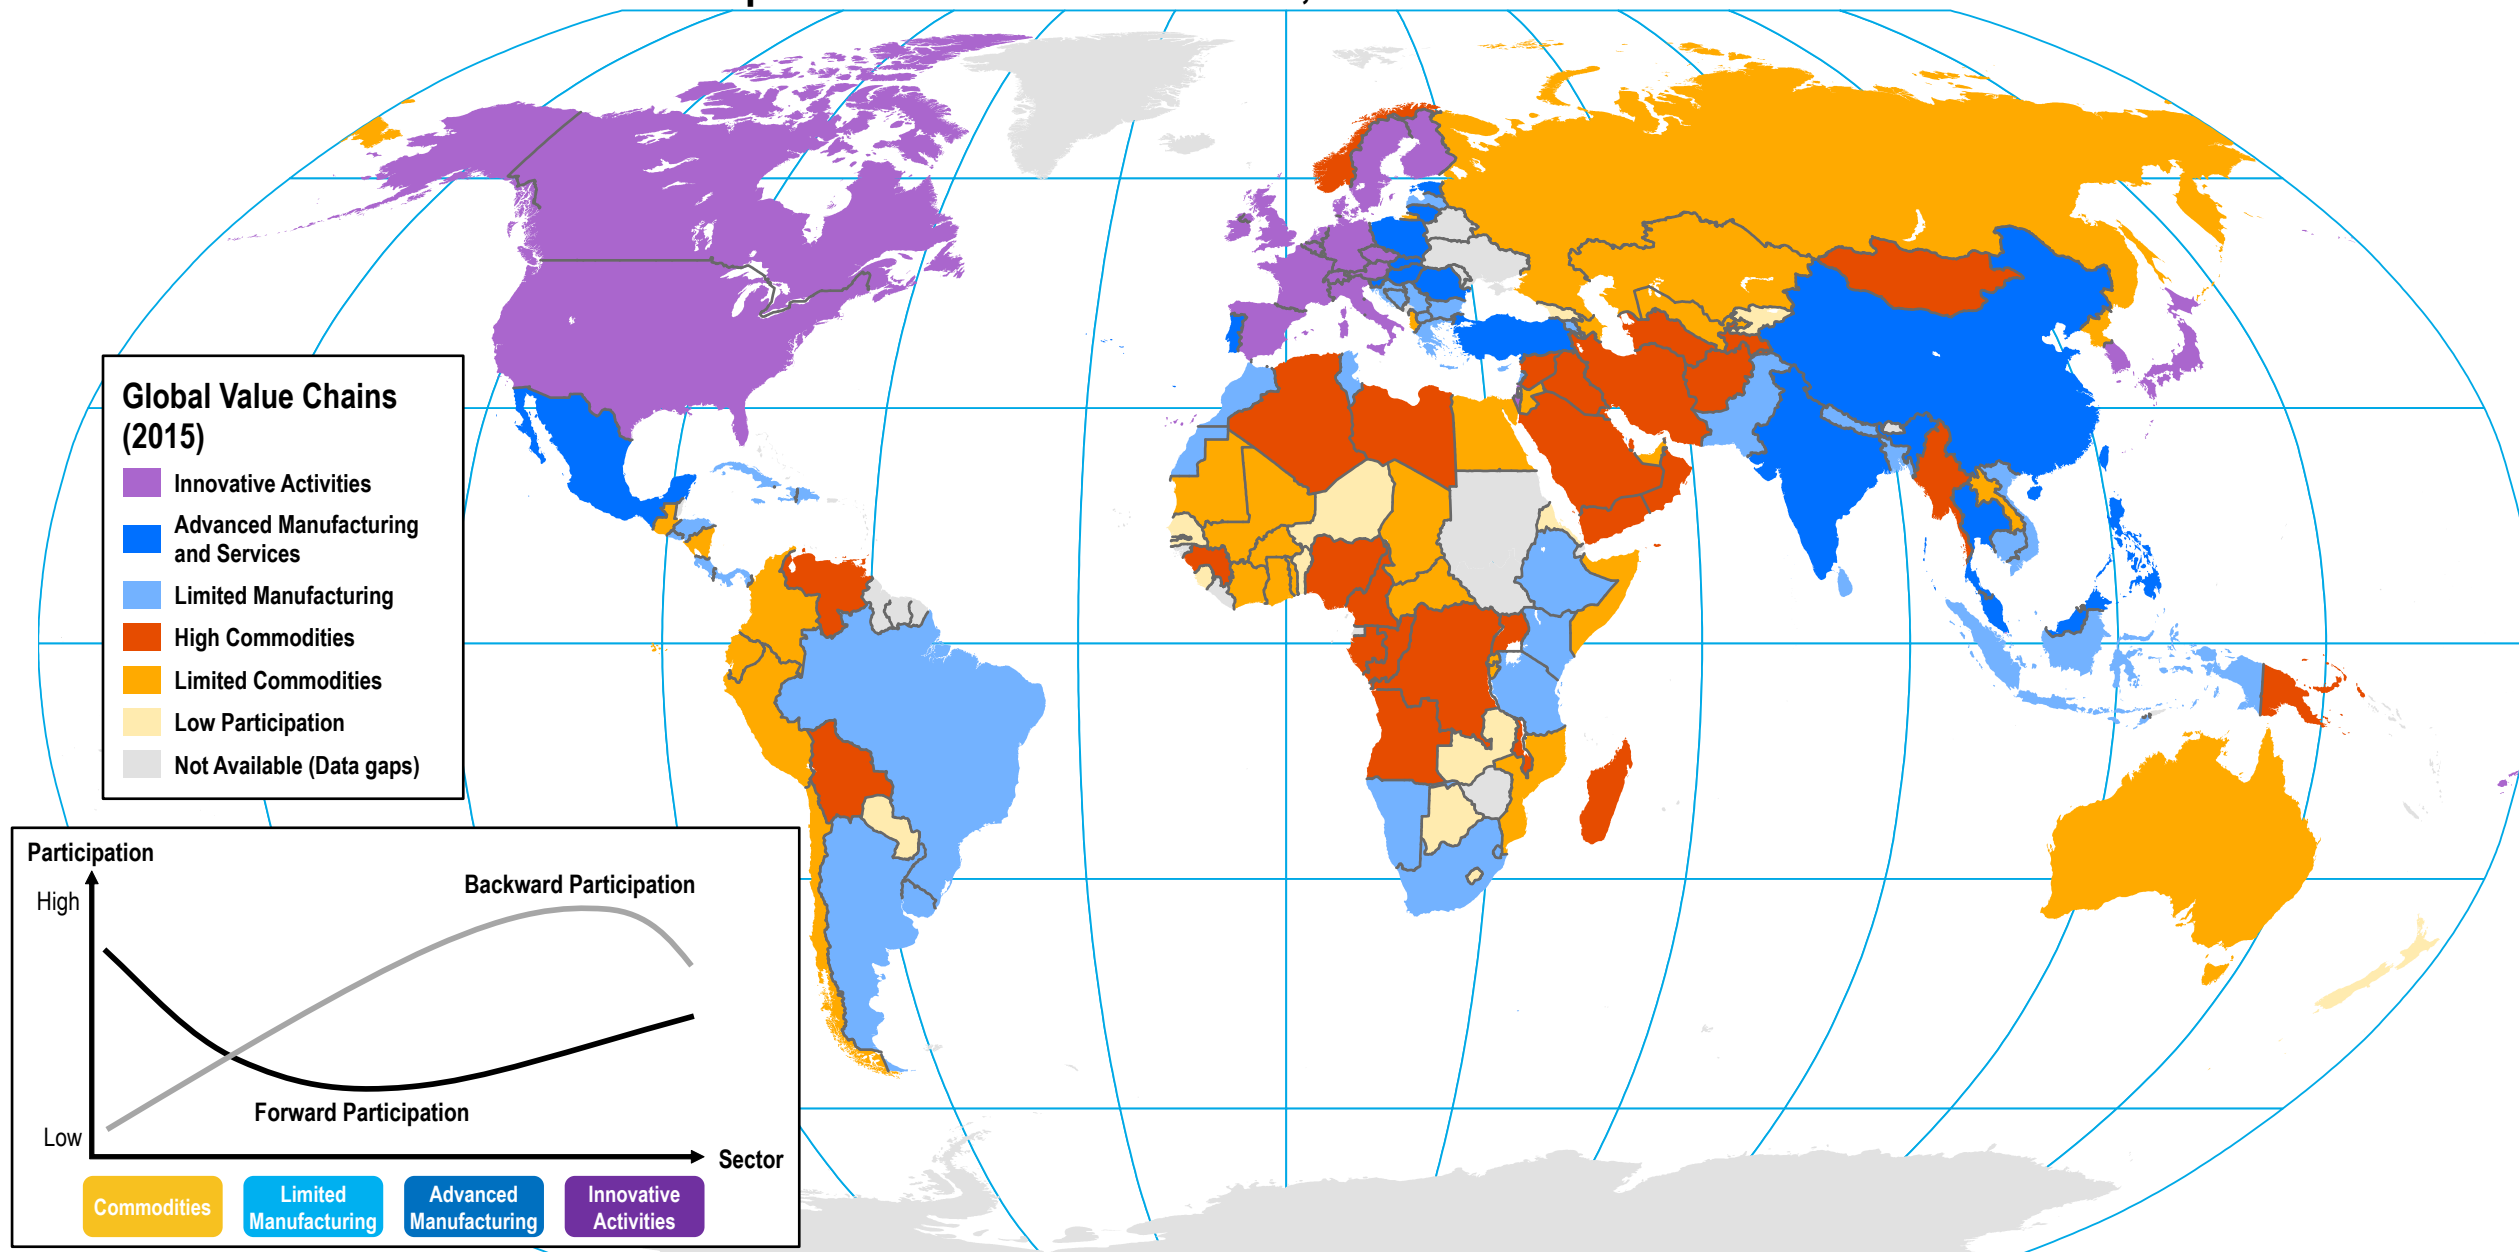 Global Value Chains
(2015)
Innovative Activities
Advanced Manufacturing
and Services
Limited Manufacturing
High Commodities
Limited Commodities
Low Participation
Not Available (Data gaps)
Participation
High
Backward Participation
Forward Participation
Low
Sector
Commodities
Limited
Manufacturing
Advanced
Manufacturing
Innovative
Activities